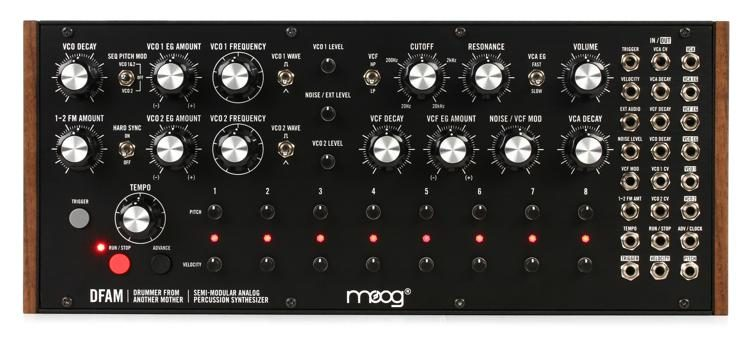 VCO DECAY
SEQ PITCH MOD
VCO 1&2
OFF
VCO 2
VCO 1 EG AMOUNT
(-) (+)
VCO 1 FREQUENCY
VCO 1 WAVE
VCO 1 LEVEL
VCF
HP
LP
CUTOFF
200Hz
2kHz
20Hz
20kHz
RESONANCE
VCA EG
FAST
SLOW
VOLUME
NOISE / EXT LEVEL
1–2 FM AMOUNT
HARD SYNC
ON
OFF
VCO 2 EG AMOUNT
(-) (+)
VCO 2 FREQUENCY
VCO 2 WAVE
VCO 2 LEVEL
VCF DECAY
VCF EG AMOUNT
(-) (+)
NOISE / VCF MOD
VCA DECAY
TRIGGER
TEMPO
RUN / STOP
ADVANCE
1 2 3 4 5 6 7 8
PITCH
VELOCITY
IN / OUT
TRIGGER VCA CV VCA
VELOCITY VCA DECAY VCA EG
EXT AUDIO VCF DECAY VCF EG
NOISE LEVEL VCO DECAY VCO EG
VCF MOD VCO 1 CV VCO 1
1–2 FM AMT VCO 2 CV VCO 2
TEMPO RUN / STOP ADV / CLOCK
TRIGGER VELOCITY PITCH
DFAM
DRUMMER FROM
ANOTHER MOTHER
SEMI-MODULAR ANALOG
PERCUSSION SYNTHESIZER
moog®